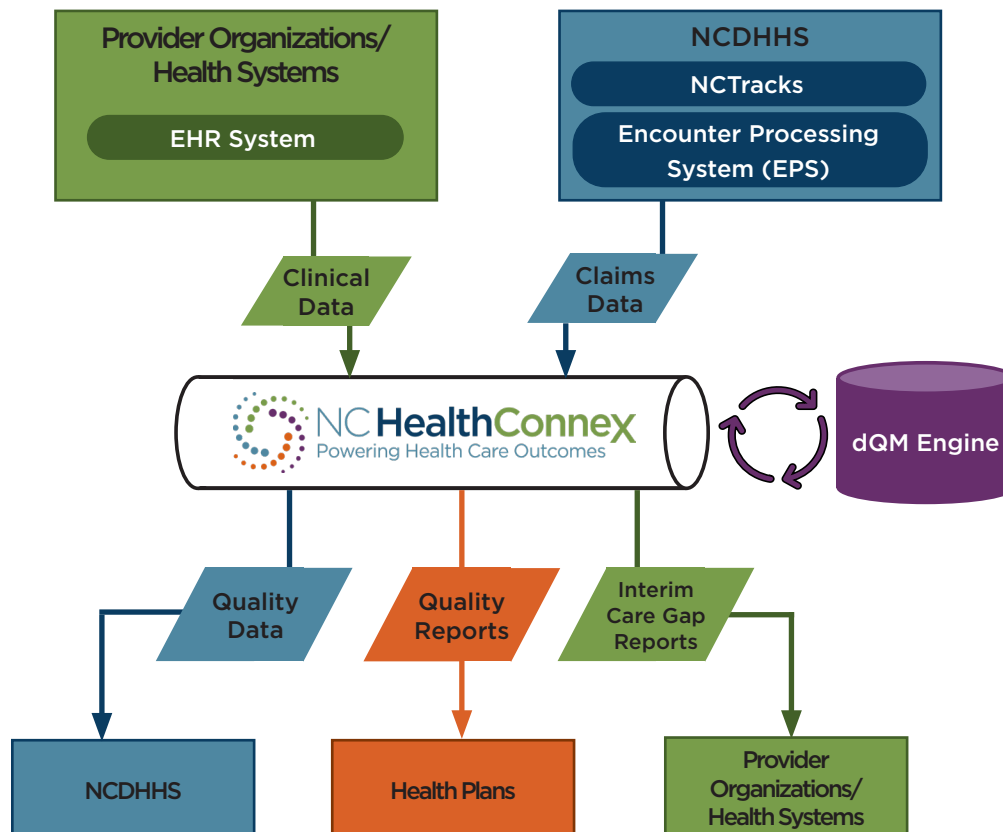 Provider Organizations/
Health Systems
EHR System
NCDHHS
NCTracks
Encounter Processing
System (EPS)
Clinical
Data
Claims
Data
NC HealthConnex
Powering Health Care Outcomes
dQM Engine
Quality
Data
Quality
Reports
Interim
Care Gap
Reports
NCDHHS
Health Plans
Provider
Organizations/
Health Systems